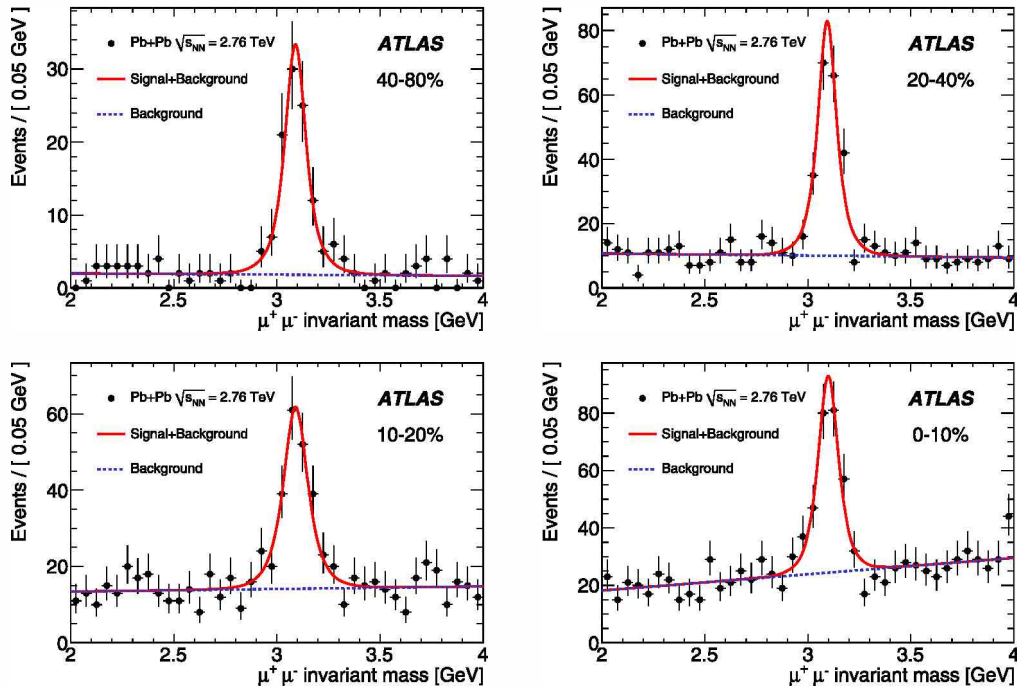 Events / [ 0.05 GeV ]
30
20
10
0
Pb+Pb √s_NN = 2.76 TeV
Signal+Background
Background
ATLAS
40-80%
2 2.5 3 3.5 4
μ⁺ μ⁻ invariant mass [GeV]
Events / [ 0.05 GeV ]
80
60
40
20
0
Pb+Pb √s_NN = 2.76 TeV
Signal+Background
Background
ATLAS
20-40%
2 2.5 3 3.5 4
μ⁺ μ⁻ invariant mass [GeV]
Events / [ 0.05 GeV ]
60
40
20
0
Pb+Pb √s_NN = 2.76 TeV
Signal+Background
Background
ATLAS
10-20%
2 2.5 3 3.5 4
μ⁺ μ⁻ invariant mass [GeV]
Events / [ 0.05 GeV ]
80
60
40
20
0
Pb+Pb √s_NN = 2.76 TeV
Signal+Background
Background
ATLAS
0-10%
2 2.5 3 3.5 4
μ⁺ μ⁻ invariant mass [GeV]